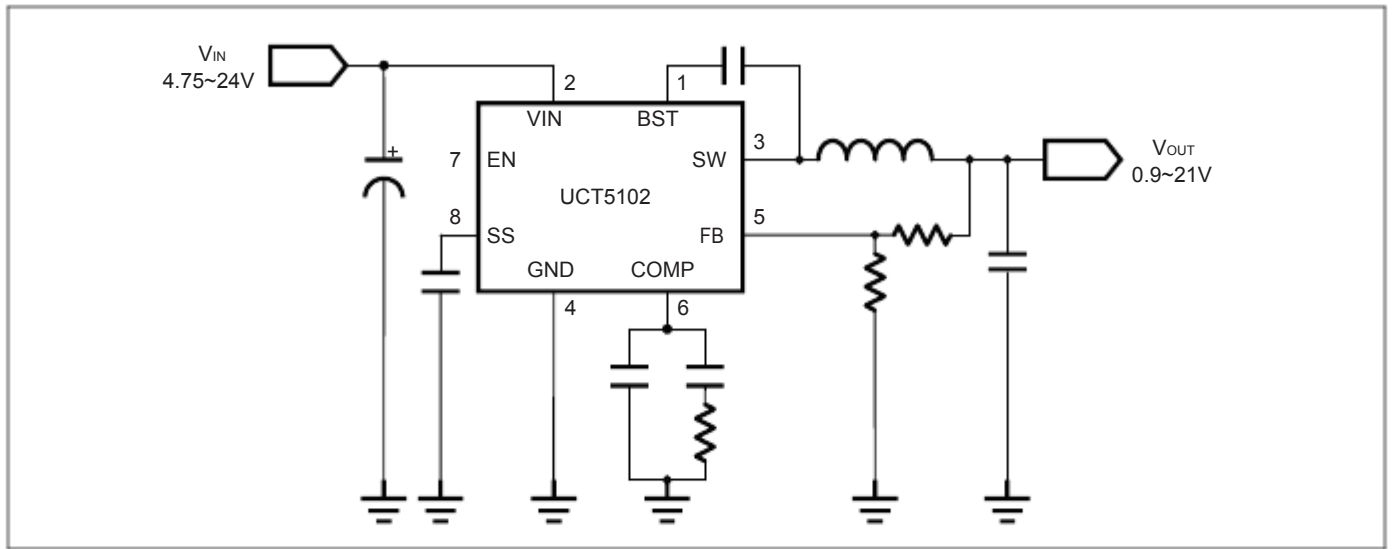 VIN
4.75~24V
2
1
VIN
BST
7
EN
SW
3
UCT5102
VOUT
0.9~21V
8
SS
FB
5
GND
COMP
4
6
+